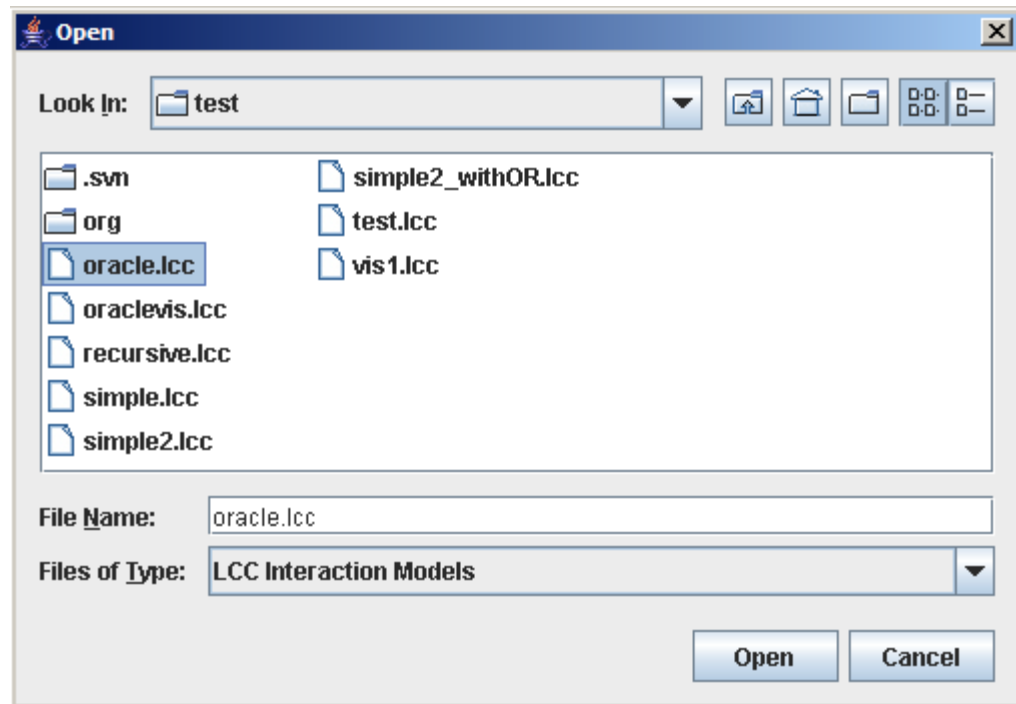 Open
Look In: test
.svn
org
oracle.lcc
oraclevis.lcc
recursive.lcc
simple.lcc
simple2.lcc
simple2_withOR.lcc
test.lcc
vis1.lcc
File Name: oracle.lcc
Files of Type: LCC Interaction Models
Open Cancel